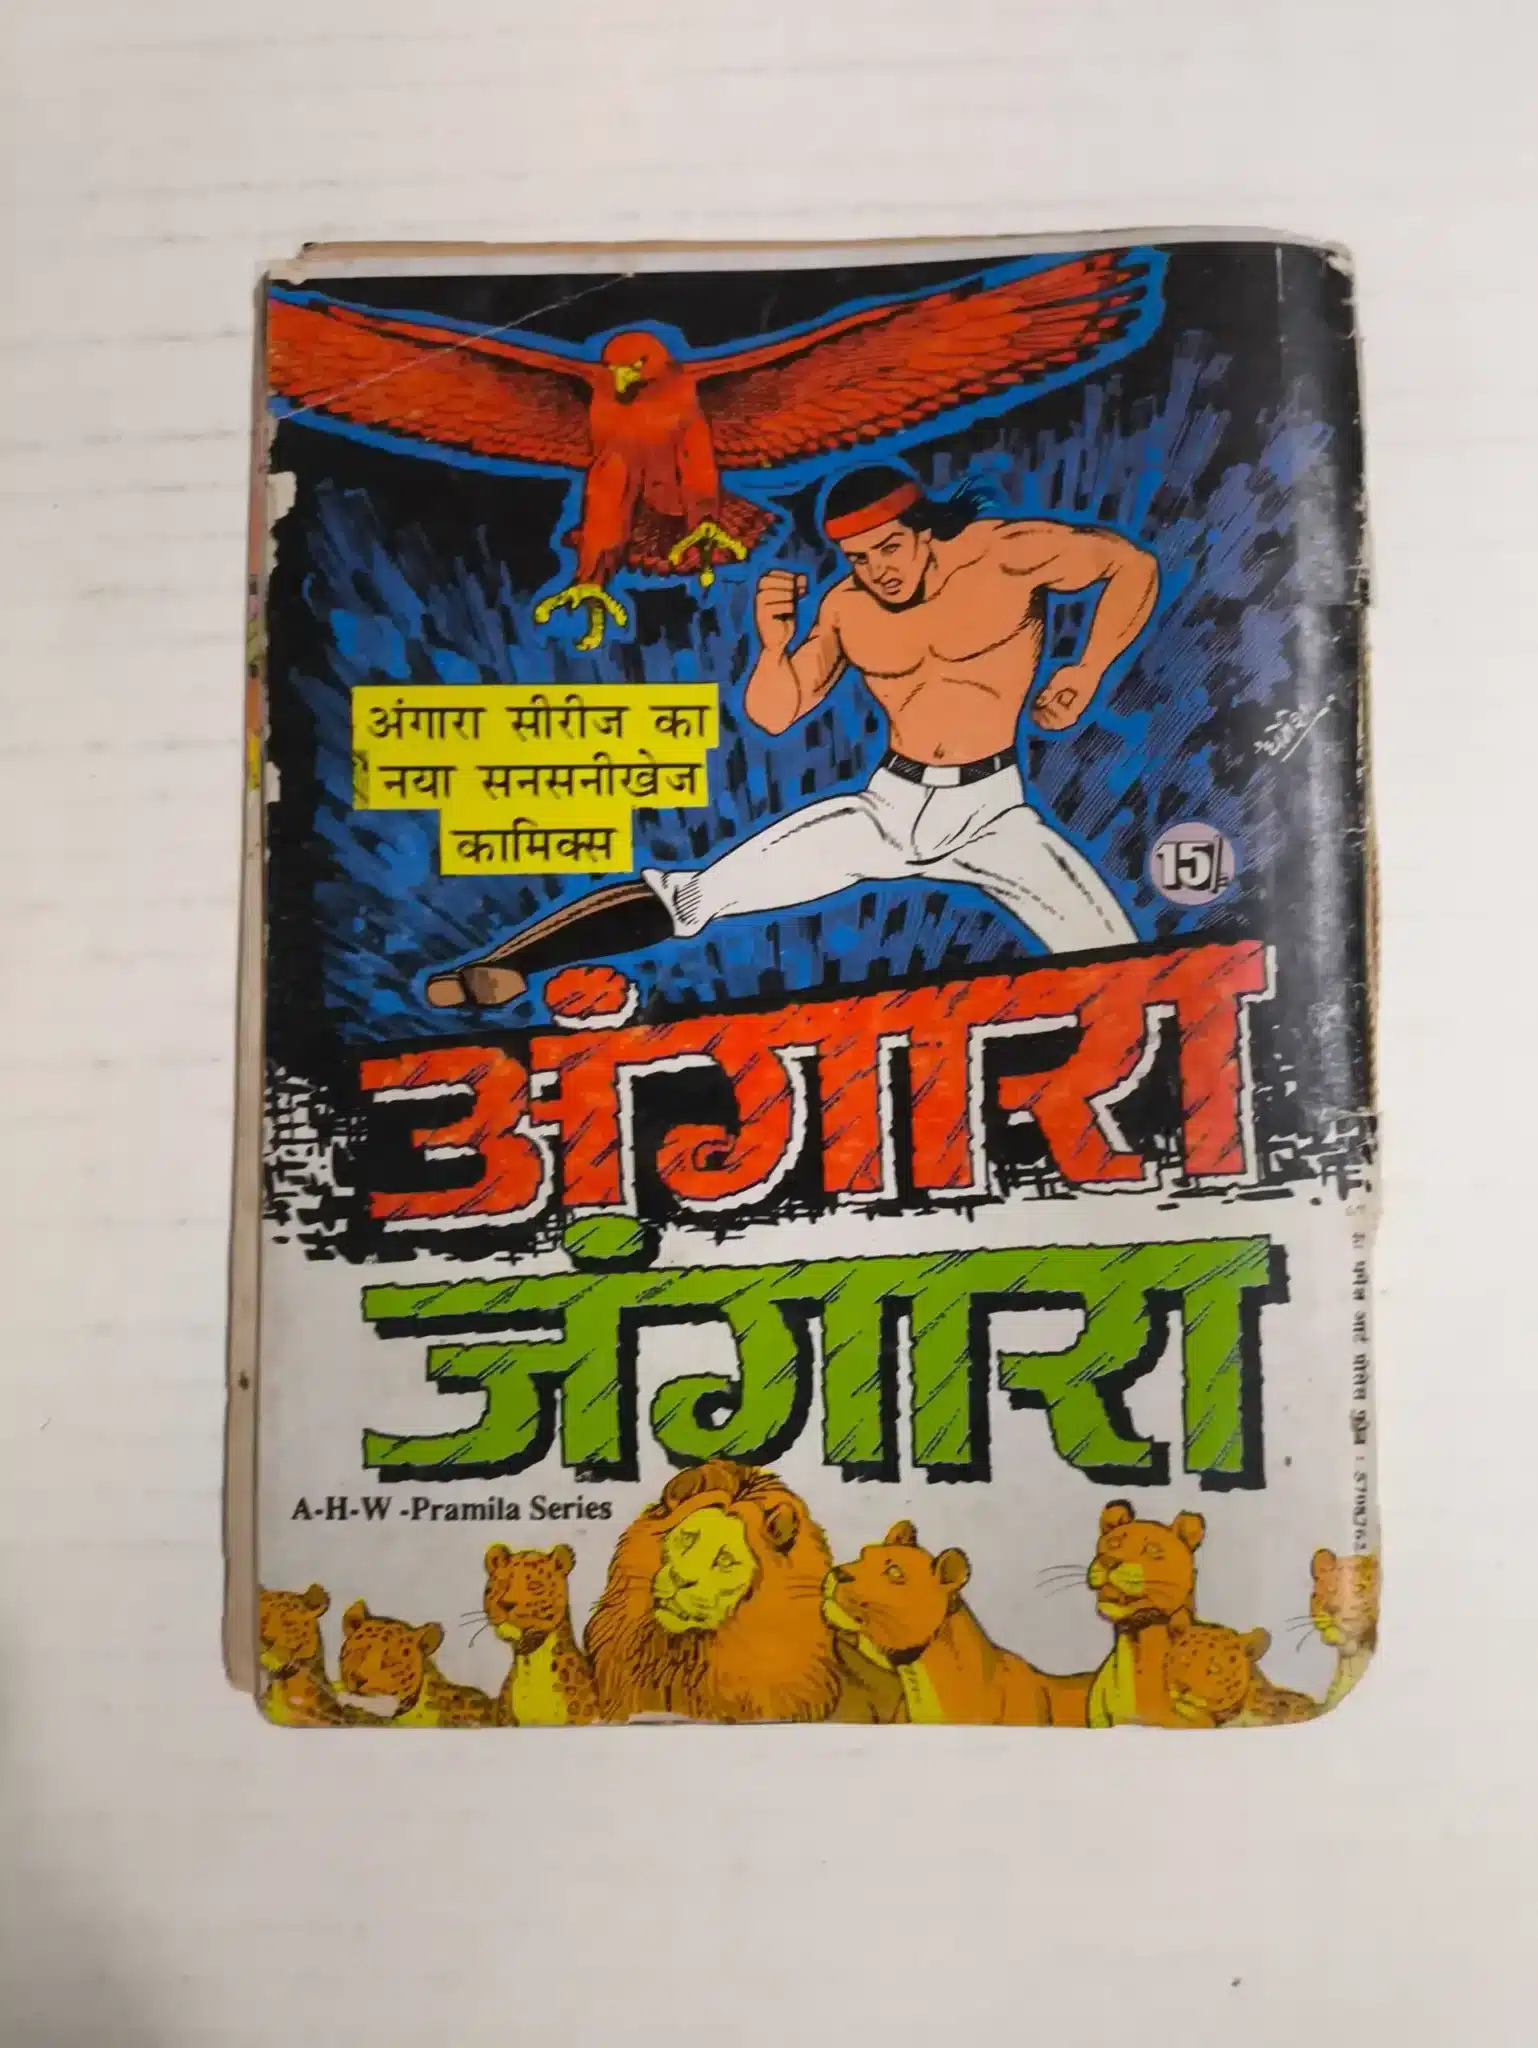 अंगारा सीरीज का
नया सनसनीखेज
कामिक्स
15/=
अंगारा
जंगारा
A-H-W -Pramila Series